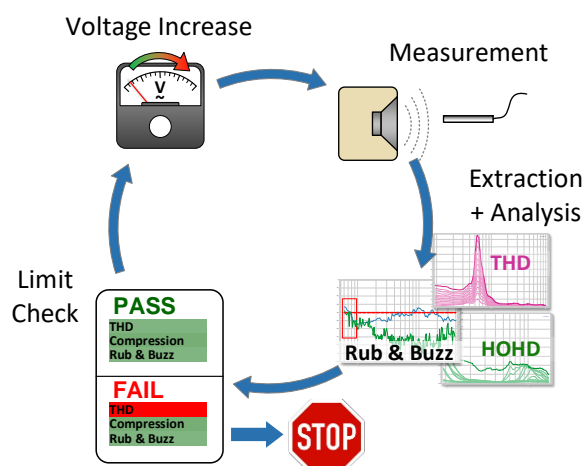 Voltage Increase
V
~
Measurement
Extraction
+ Analysis
THD
HOHD
Rub & Buzz
Limit
Check
PASS
THD
Compression
Rub & Buzz
FAIL
THD
Compression
Rub & Buzz
STOP